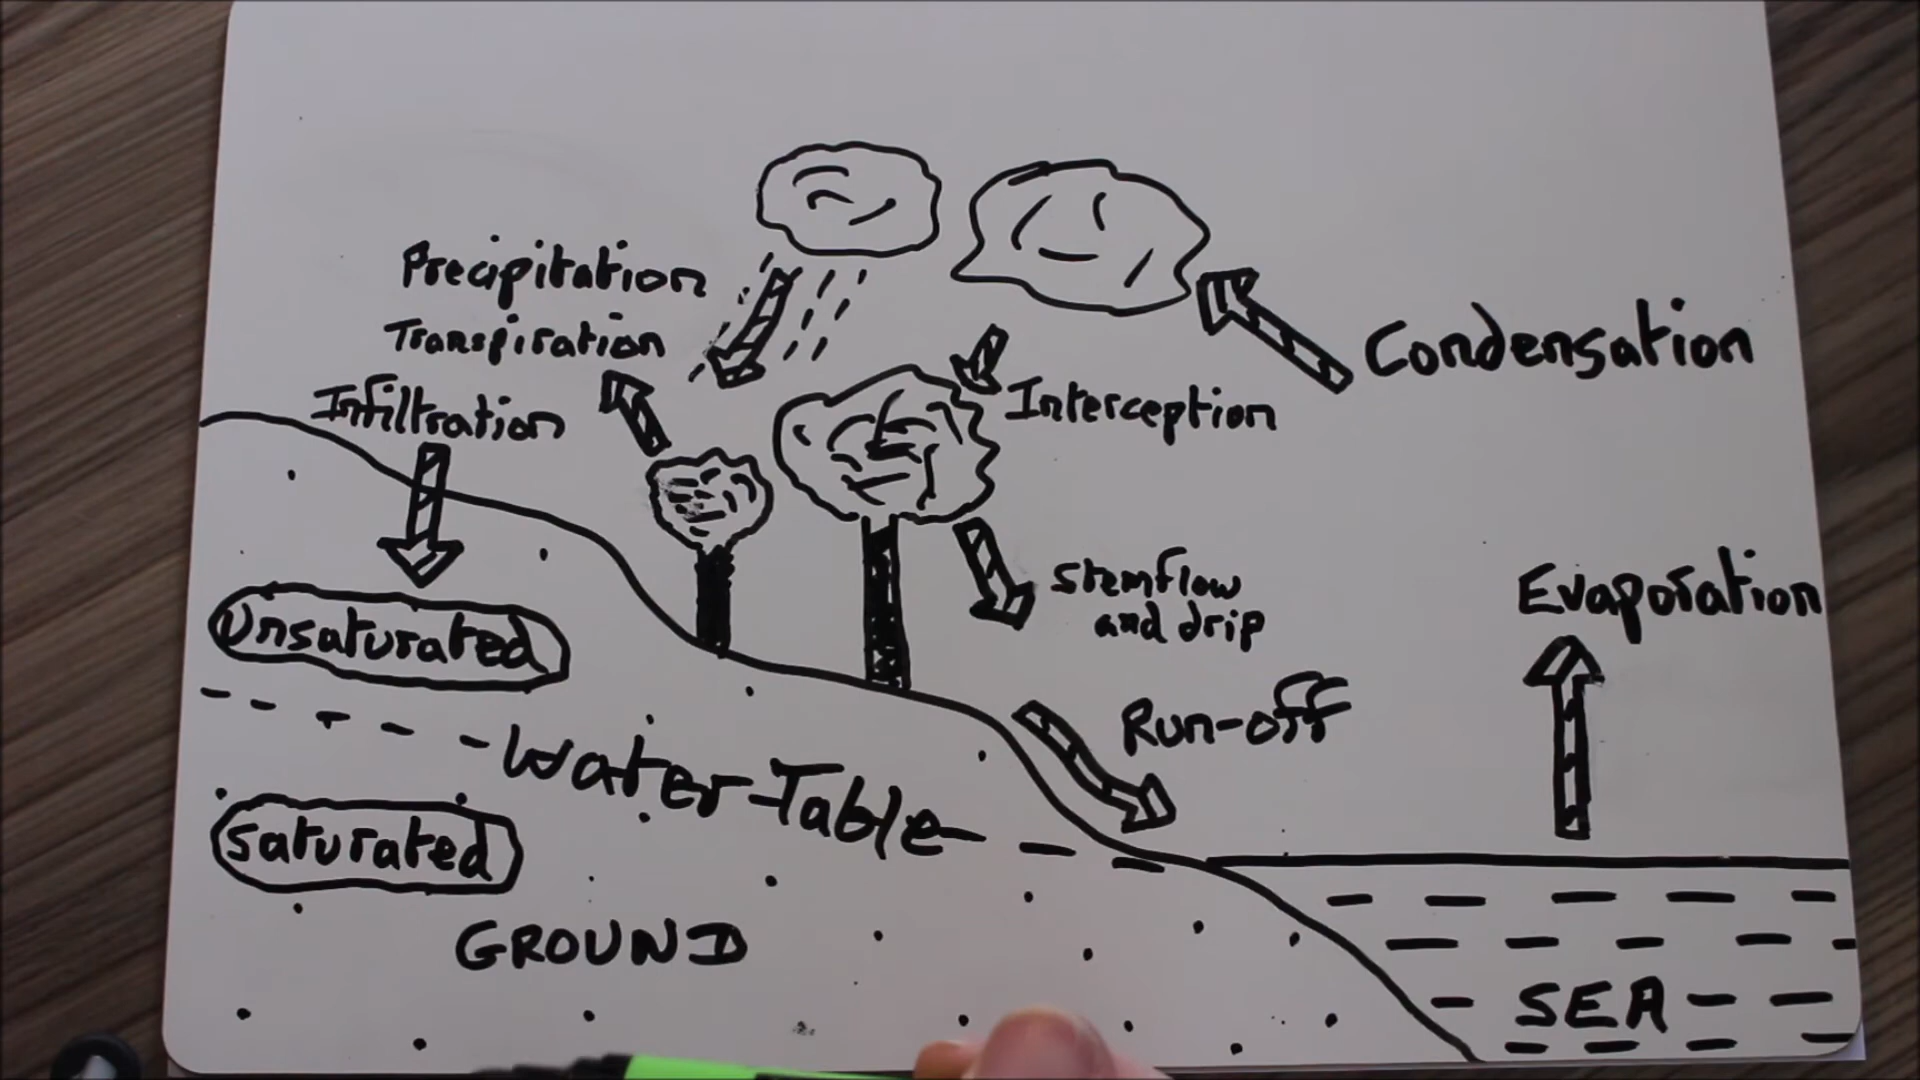 Precipitation
Transpiration
Infiltration
Condensation
Interception
Stemflow
and drip
Evaporation
Unsaturated
Run-off
Water-Table
Saturated
GROUND
SEA